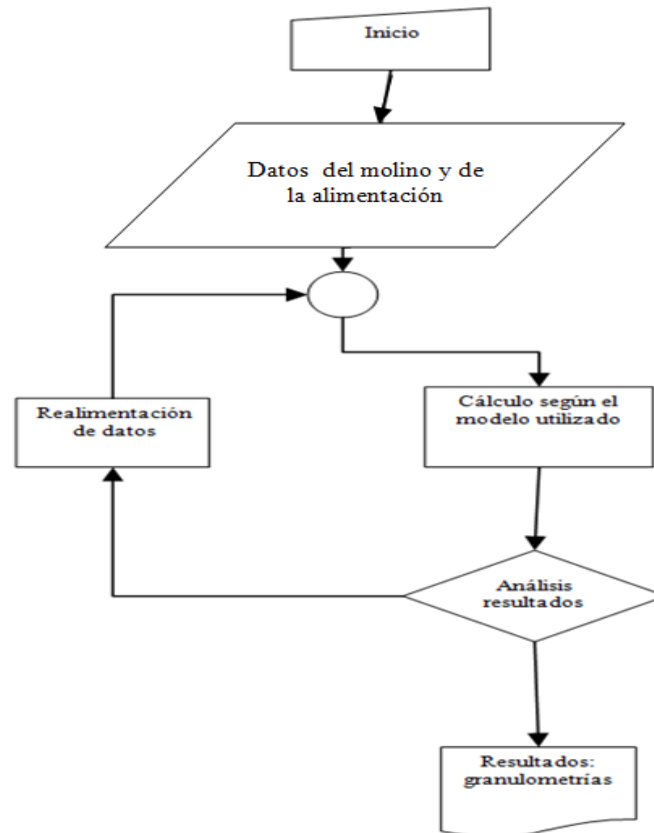 Inicio
Datos del molino y de
la alimentación
Realimentación
de datos
Cálculo según el
modelo utilizado
Análisis
resultados
Resultados:
granulometrías